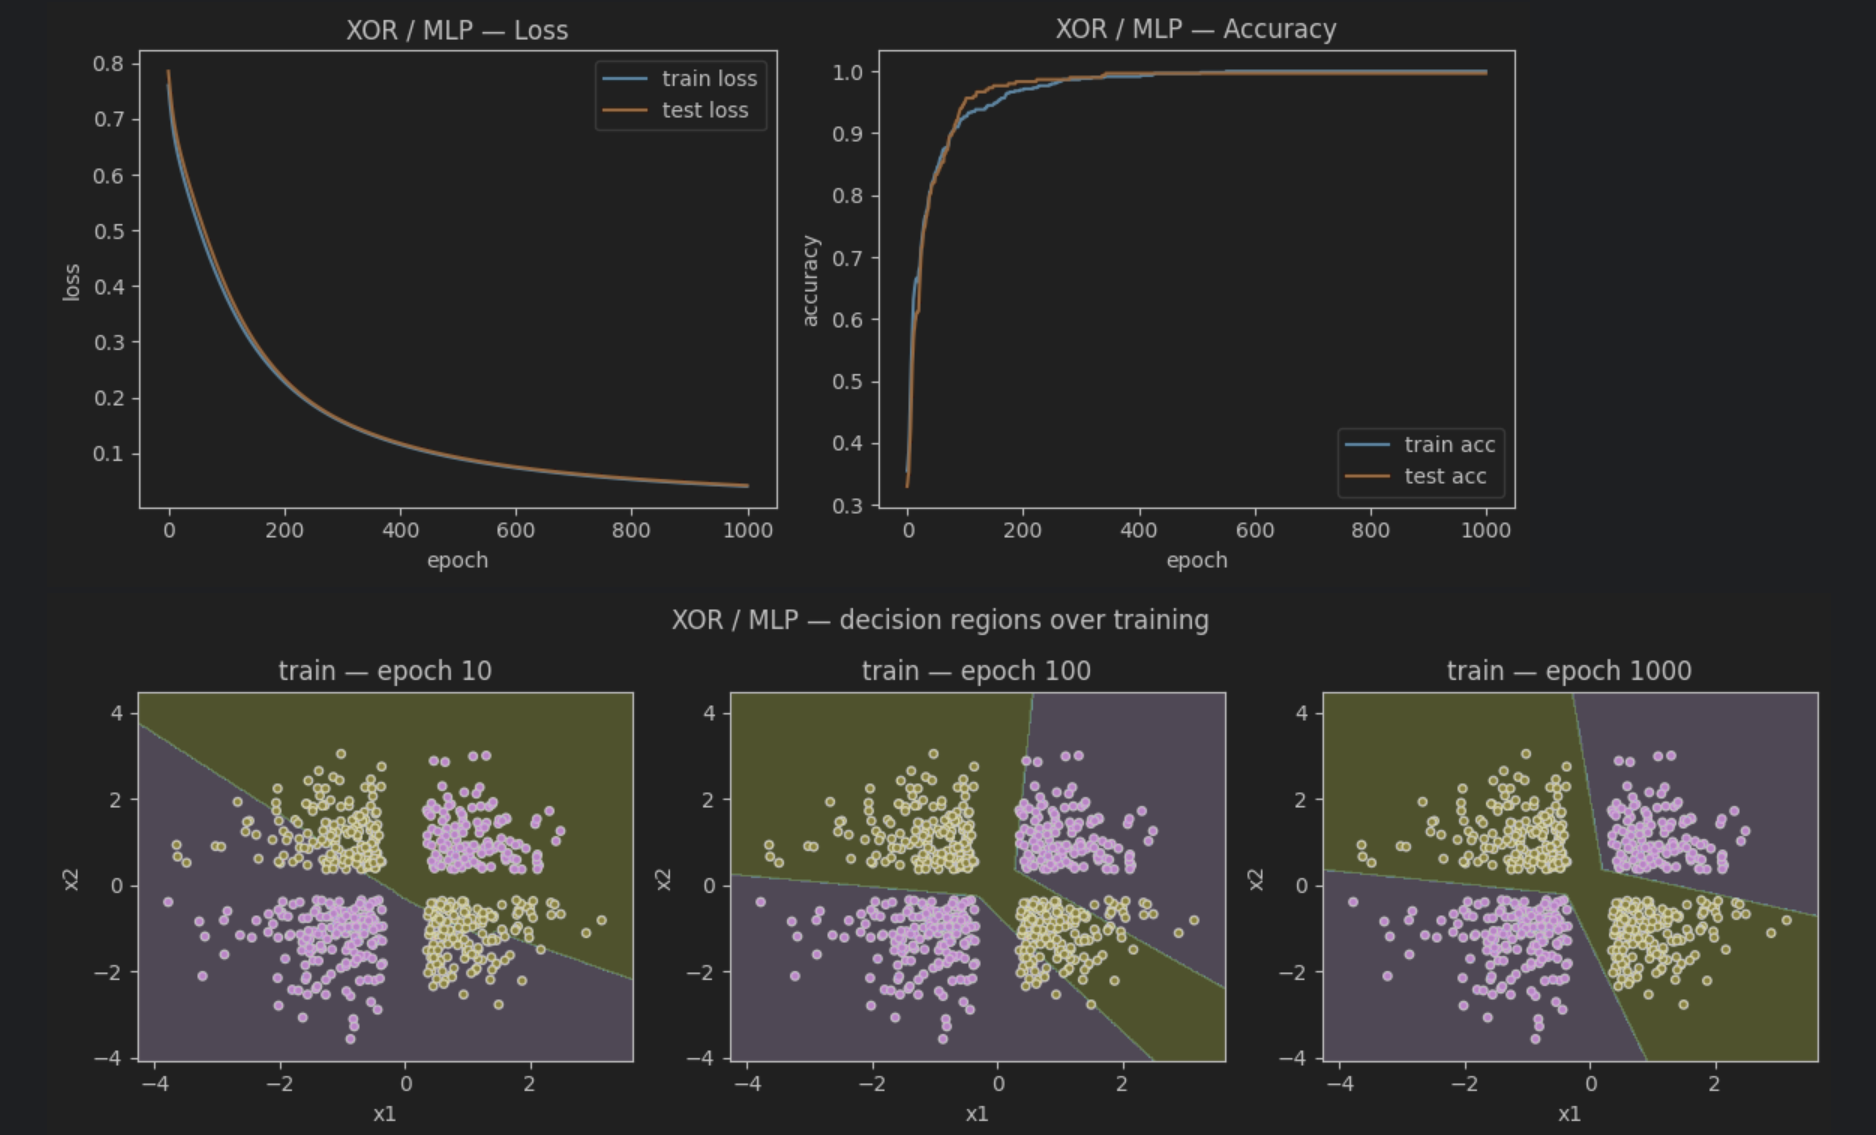 XOR / MLP — Loss
0.8
0.7
0.6
0.5
0.4
0.3
0.2
0.1
loss
0
200
400
600
800
1000
epoch
train loss
test loss
XOR / MLP — Accuracy
1.0
0.9
0.8
0.7
0.6
0.5
0.4
0.3
accuracy
0
200
400
600
800
1000
epoch
train acc
test acc
XOR / MLP — decision regions over training
train — epoch 10
4
2
0
−2
−4
x2
−4
−2
0
2
x1
train — epoch 100
4
2
0
−2
−4
x2
−4
−2
0
2
x1
train — epoch 1000
4
2
0
−2
−4
x2
−4
−2
0
2
x1